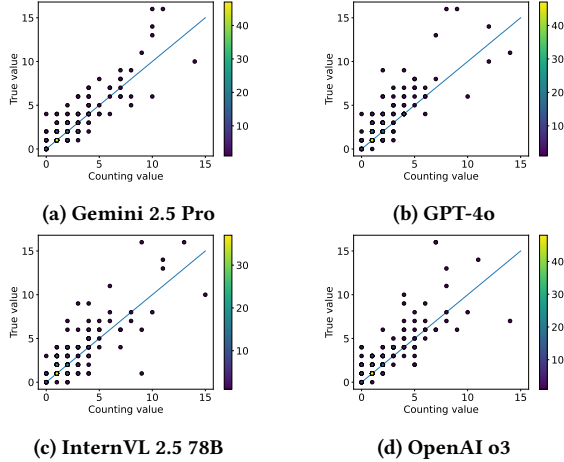 15
10
5
0
True value
0 5 10 15
Counting value
40
30
20
10
(a) Gemini 2.5 Pro
15
10
5
0
True value
0 5 10 15
Counting value
40
30
20
10
(b) GPT-4o
15
10
5
0
True value
0 5 10 15
Counting value
30
20
10
(c) InternVL 2.5 78B
15
10
5
0
True value
0 5 10 15
Counting value
40
30
20
10
(d) OpenAI o3